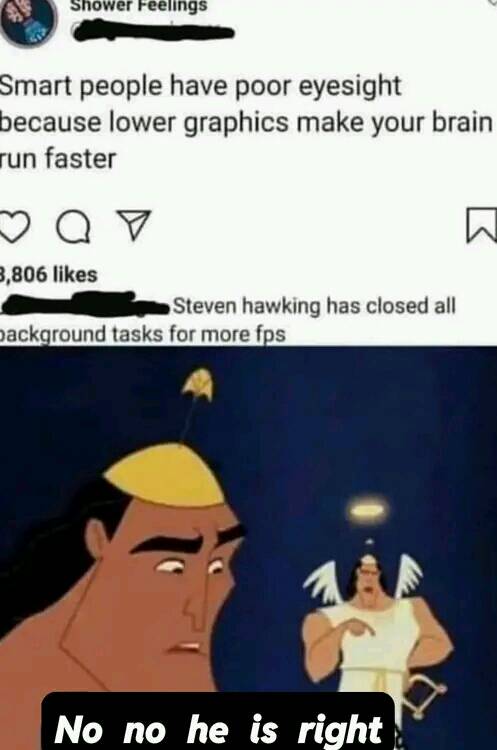 Shower Feelings
Smart people have poor eyesight
because lower graphics make your brain
run faster
3,806 likes
Steven hawking has closed all
background tasks for more fps
No no he is right